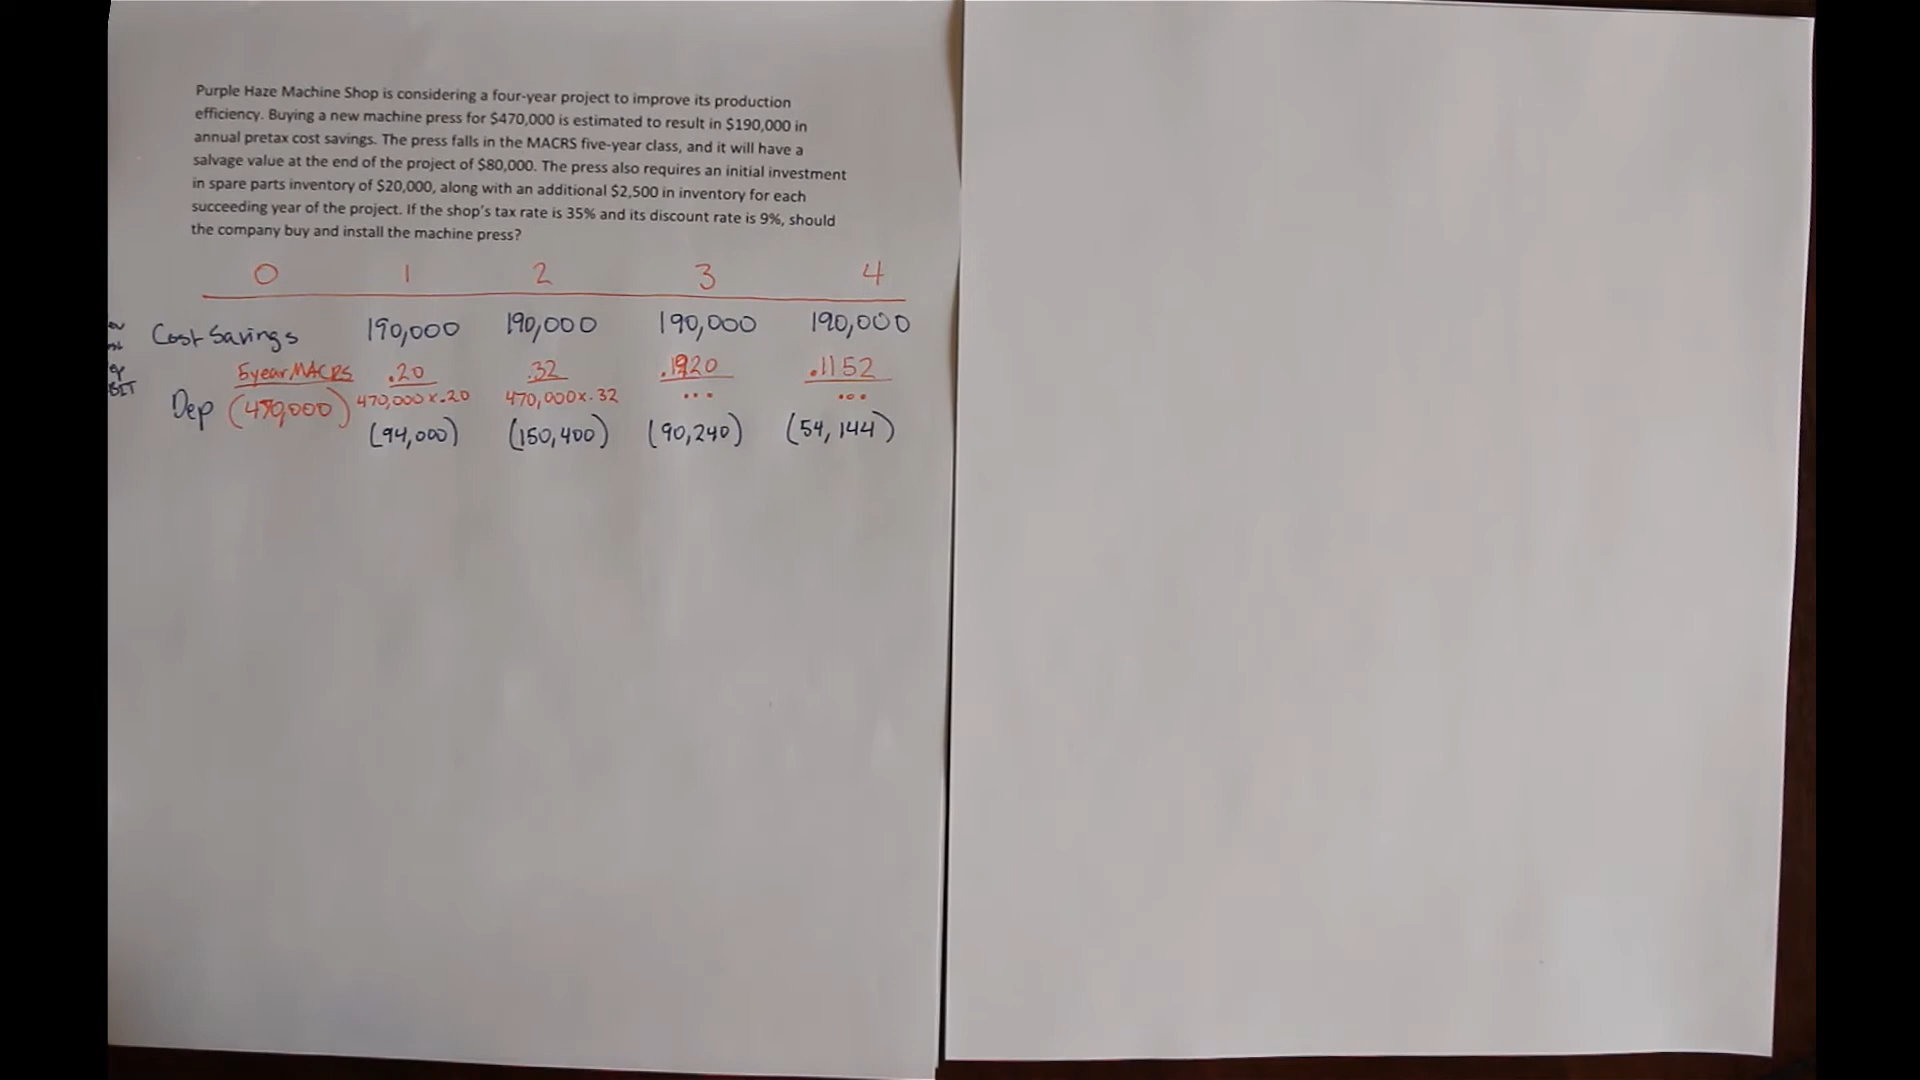 Purple Haze Machine Shop is considering a four-year project to improve its production
efficiency. Buying a new machine press for $470,000 is estimated to result in $190,000 in
annual pretax cost savings. The press falls in the MACRS five-year class, and it will have a
salvage value at the end of the project of $80,000. The press also requires an initial investment
in spare parts inventory of $20,000, along with an additional $2,500 in inventory for each
succeeding year of the project. If the shop's tax rate is 35% and its discount rate is 9%, should
the company buy and install the machine press?
0 1 2 3 4
Cost Savings 190,000 190,000 190,000 190,000
5year MACRS .20 .32 .1920 .1152
Dep (470,000) 470,000x.20 470,000x.32 ... ...
(94,000) (150,400) (90,240) (54,144)